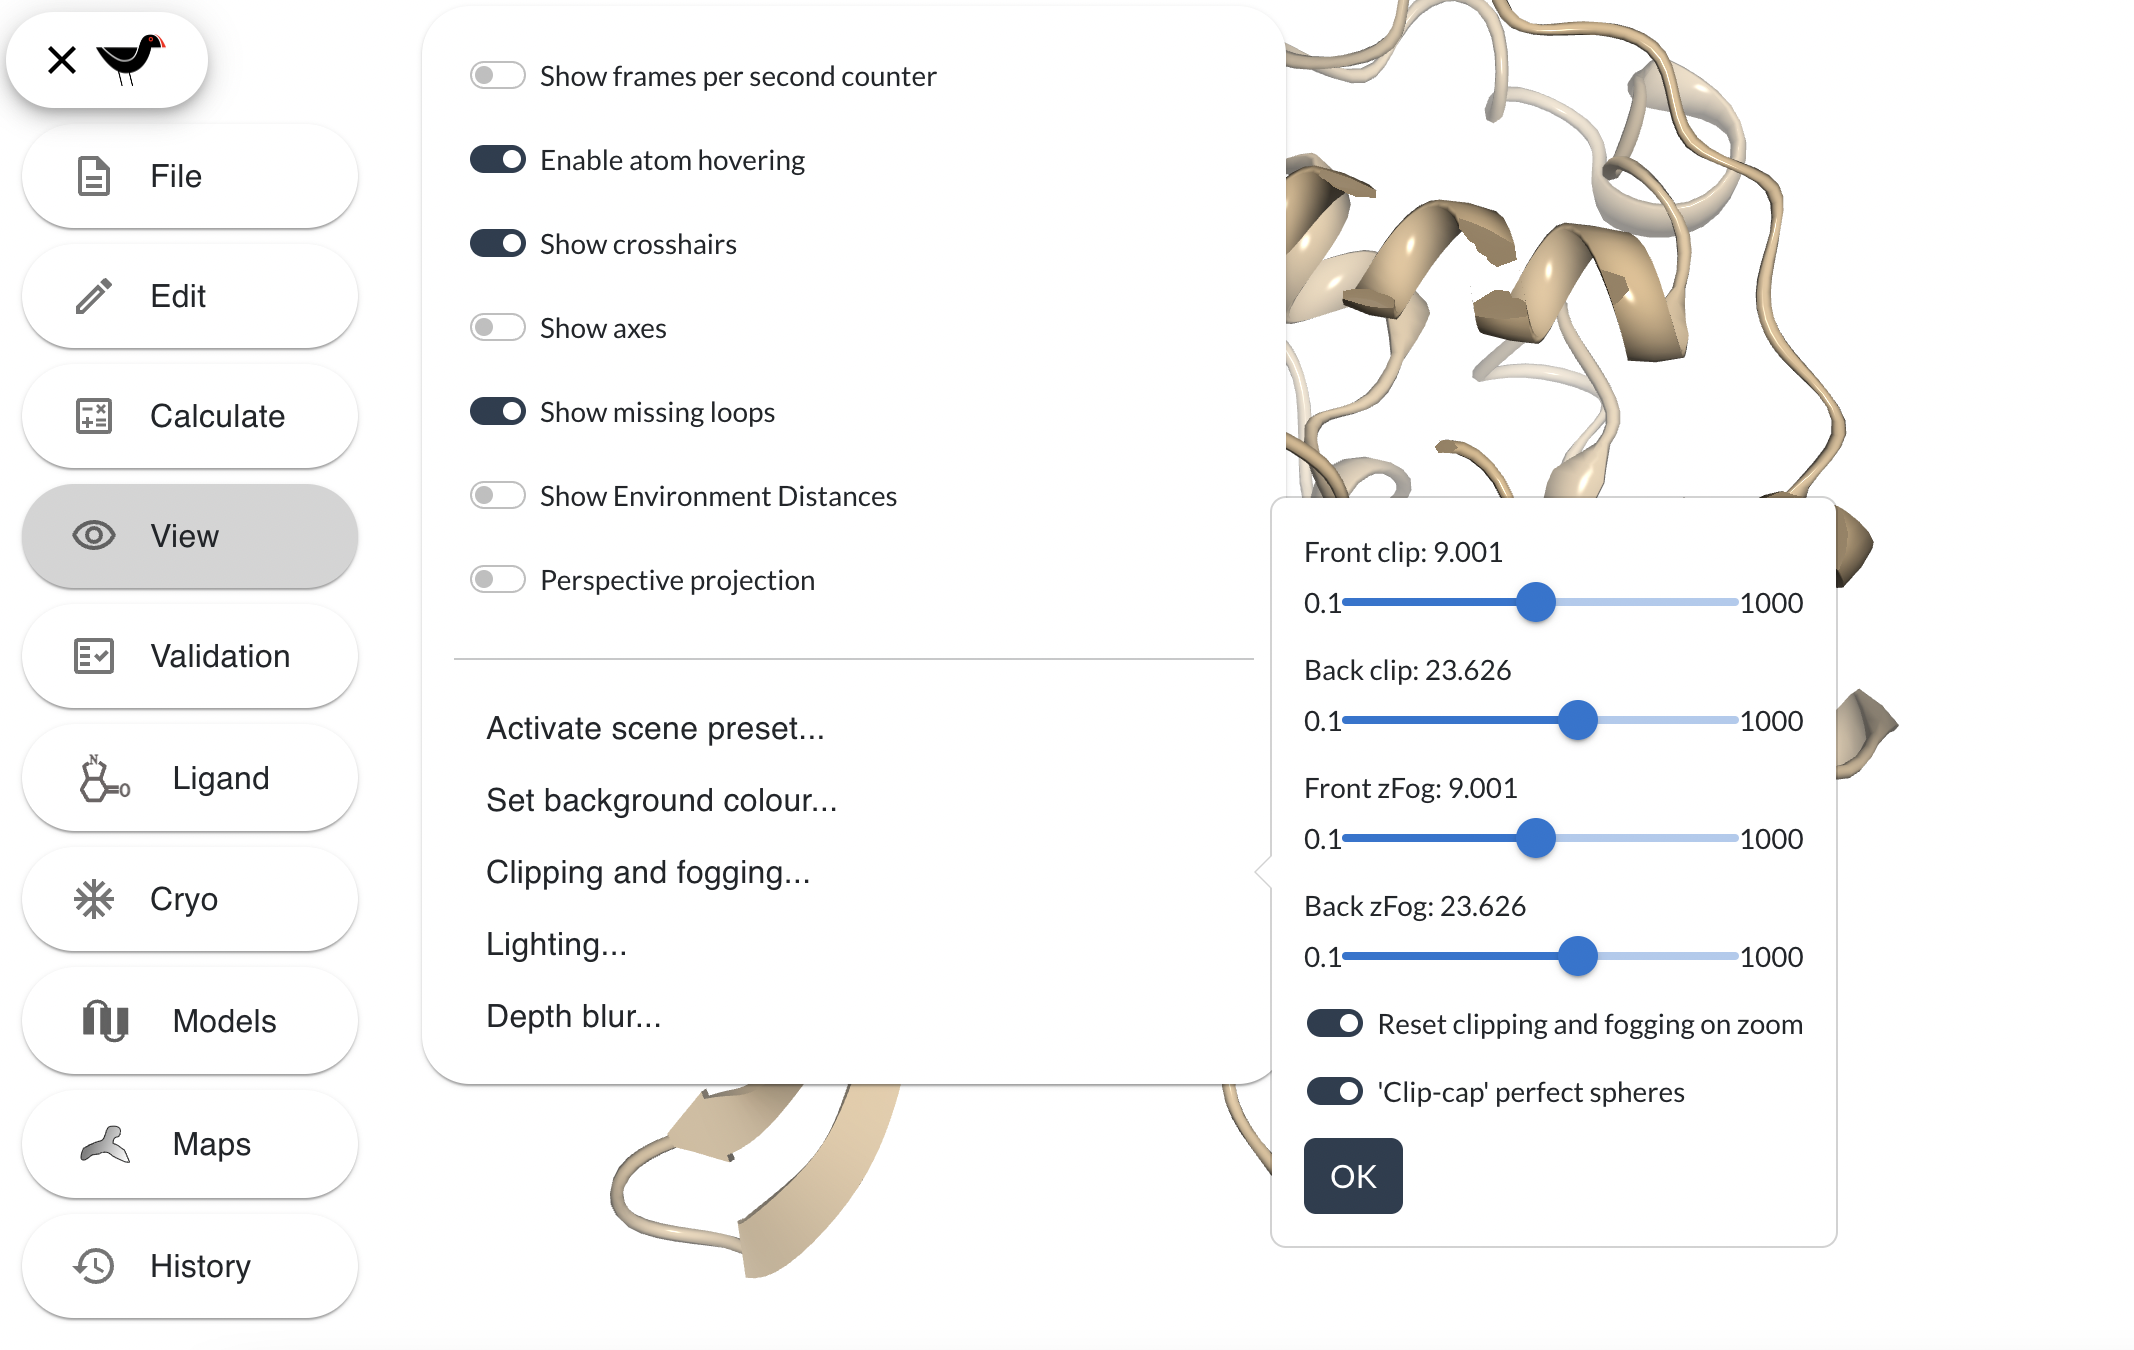 File
Edit
Calculate
View
Validation
Ligand
Cryo
Models
Maps
History
Show frames per second counter
Enable atom hovering
Show crosshairs
Show axes
Show missing loops
Show Environment Distances
Perspective projection
Activate scene preset...
Set background colour...
Clipping and fogging...
Lighting...
Depth blur...
Front clip: 9.001
0.1 1000
Back clip: 23.626
0.1 1000
Front zFog: 9.001
0.1 1000
Back zFog: 23.626
0.1 1000
Reset clipping and fogging on zoom
'Clip-cap' perfect spheres
OK
N
O